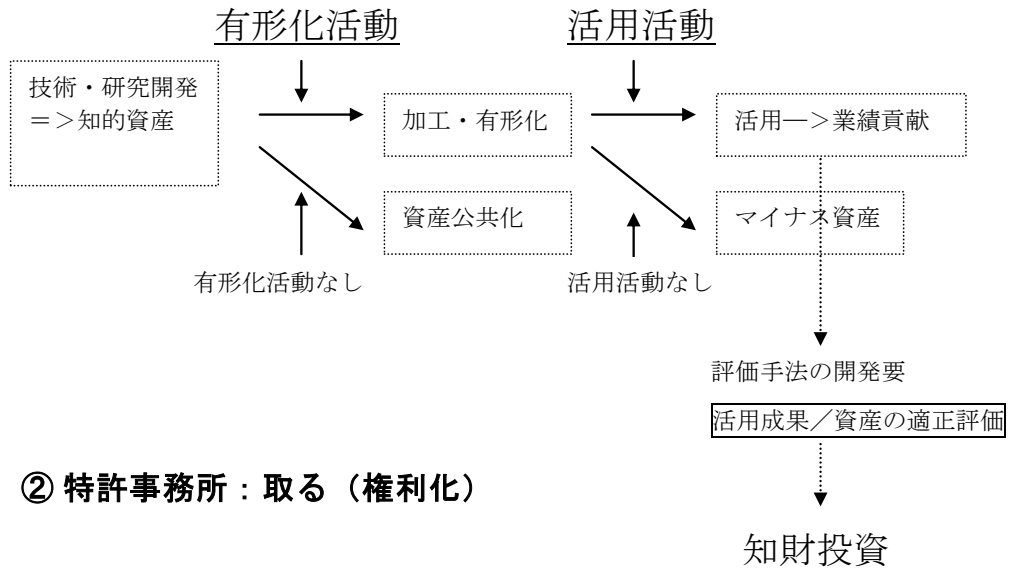 有形化活動
活用活動
技術・研究開発
＝＞知的資産
加工・有形化
活用―＞業績貢献
資産公共化
マイナス資産
有形化活動なし
活用活動なし
評価手法の開発要
活用成果／資産の適正評価
② 特許事務所：取る（権利化）
知財投資